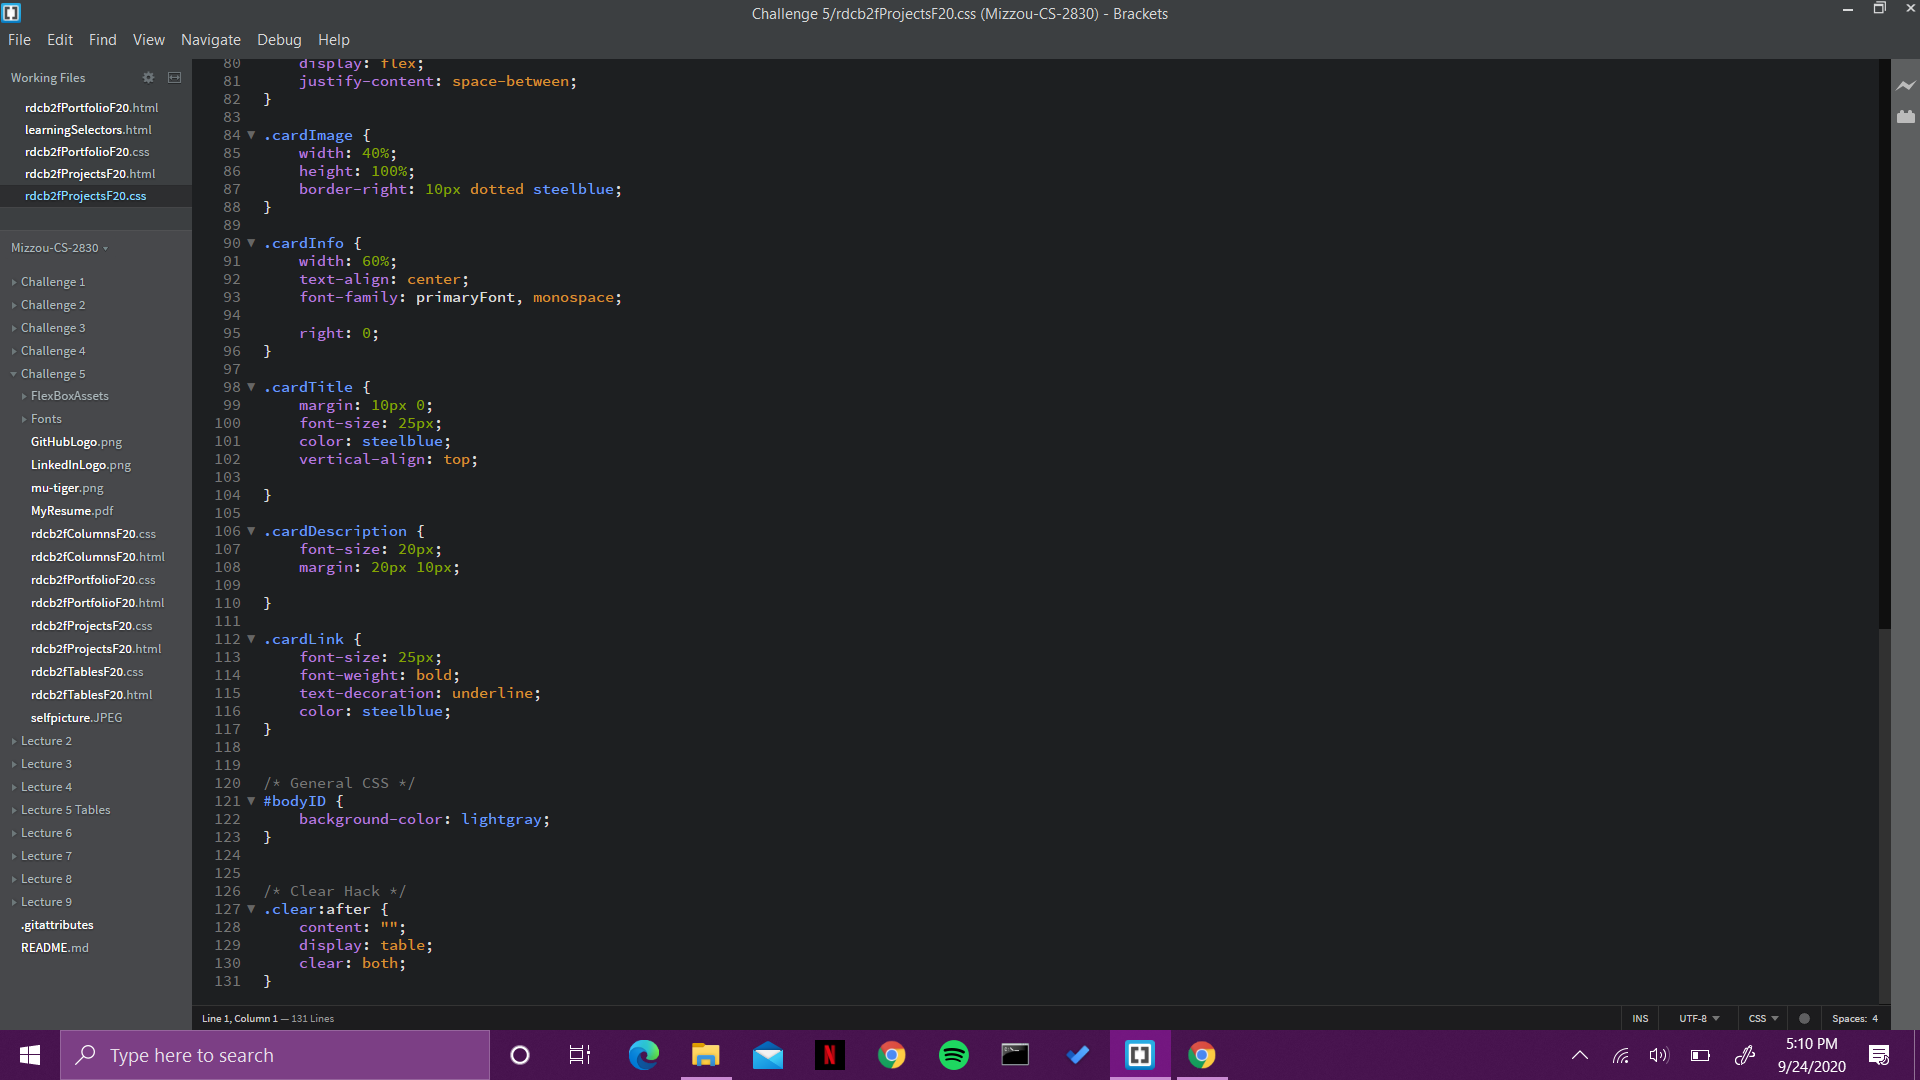 Challenge 5/rdcb2fProjectsF20.css (Mizzou-CS-2830) - Brackets
File Edit Find View Navigate Debug Help
Working Files
rdcb2fPortfolioF20.html
learningSelectors.html
rdcb2fPortfolioF20.css
rdcb2fProjectsF20.html
rdcb2fProjectsF20.css
Mizzou-CS-2830
Challenge 1
Challenge 2
Challenge 3
Challenge 4
Challenge 5
FlexBoxAssets
Fonts
GitHubLogo.png
LinkedInLogo.png
mu-tiger.png
MyResume.pdf
rdcb2fColumnsF20.css
rdcb2fColumnsF20.html
rdcb2fPortfolioF20.css
rdcb2fPortfolioF20.html
rdcb2fProjectsF20.css
rdcb2fProjectsF20.html
rdcb2fTablesF20.css
rdcb2fTablesF20.html
selfpicture.JPEG
Lecture 2
Lecture 3
Lecture 4
Lecture 5 Tables
Lecture 6
Lecture 7
Lecture 8
Lecture 9
.gitattributes
README.md
80 display: flex;
81 justify-content: space-between;
82 }
83
84 .cardImage {
85 width: 40%;
86 height: 100%;
87 border-right: 10px dotted steelblue;
88 }
89
90 .cardInfo {
91 width: 60%;
92 text-align: center;
93 font-family: primaryFont, monospace;
94
95 right: 0;
96 }
97
98 .cardTitle {
99 margin: 10px 0;
100 font-size: 25px;
101 color: steelblue;
102 vertical-align: top;
103
104 }
105
106 .cardDescription {
107 font-size: 20px;
108 margin: 20px 10px;
109
110 }
111
112 .cardLink {
113 font-size: 25px;
114 font-weight: bold;
115 text-decoration: underline;
116 color: steelblue;
117 }
118
119
120 /* General CSS */
121 #bodyID {
122 background-color: lightgray;
123 }
124
125
126 /* Clear Hack */
127 .clear:after {
128 content: "";
129 display: table;
130 clear: both;
131 }
Line 1, Column 1 — 131 Lines
INS UTF-8 CSS Spaces: 4
Type here to search
N
5:10 PM
9/24/2020